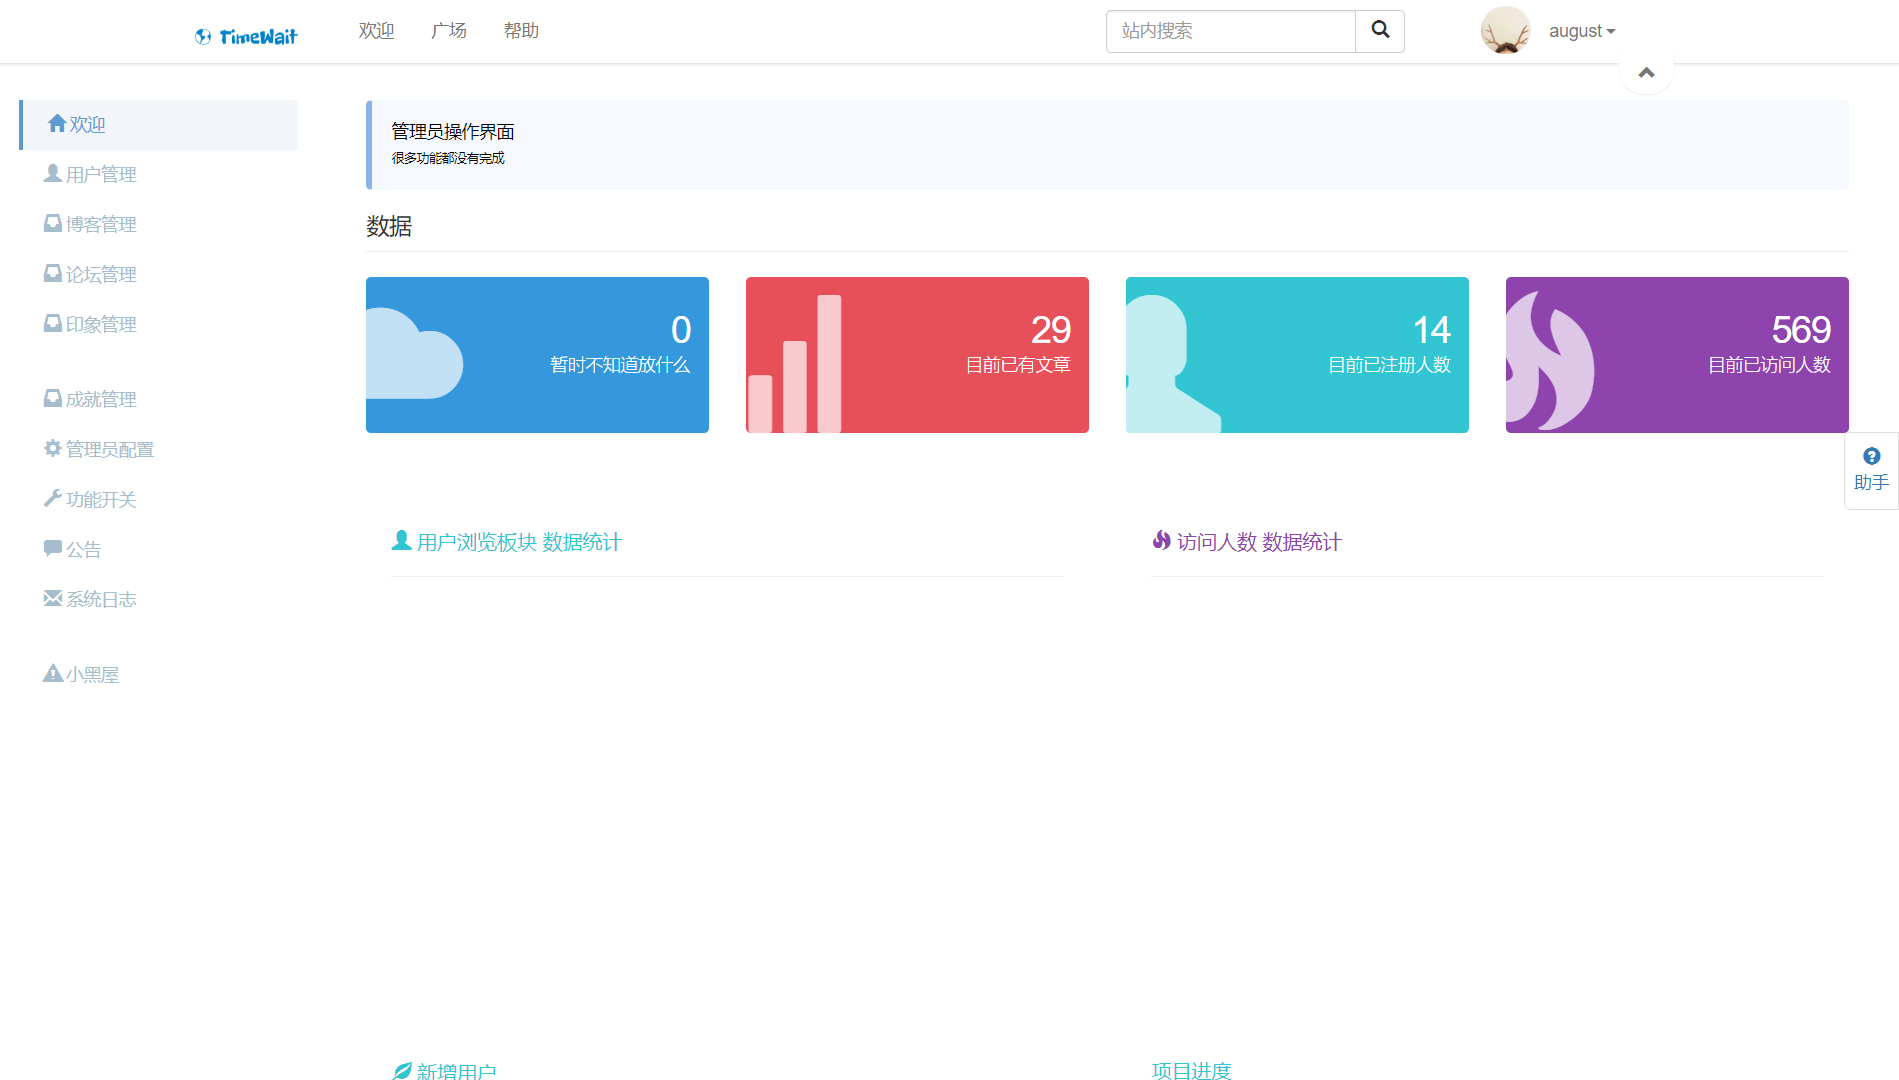 TimeWait
欢迎
广场
帮助
站内搜索
august
欢迎
用户管理
博客管理
论坛管理
印象管理
成就管理
管理员配置
功能开关
公告
系统日志
小黑屋
管理员操作界面
很多功能都没有完成
数据
0
暂时不知道放什么
29
目前已有文章
14
目前已注册人数
569
目前已访问人数
助手
用户浏览板块 数据统计
访问人数 数据统计
新增用户
项目进度